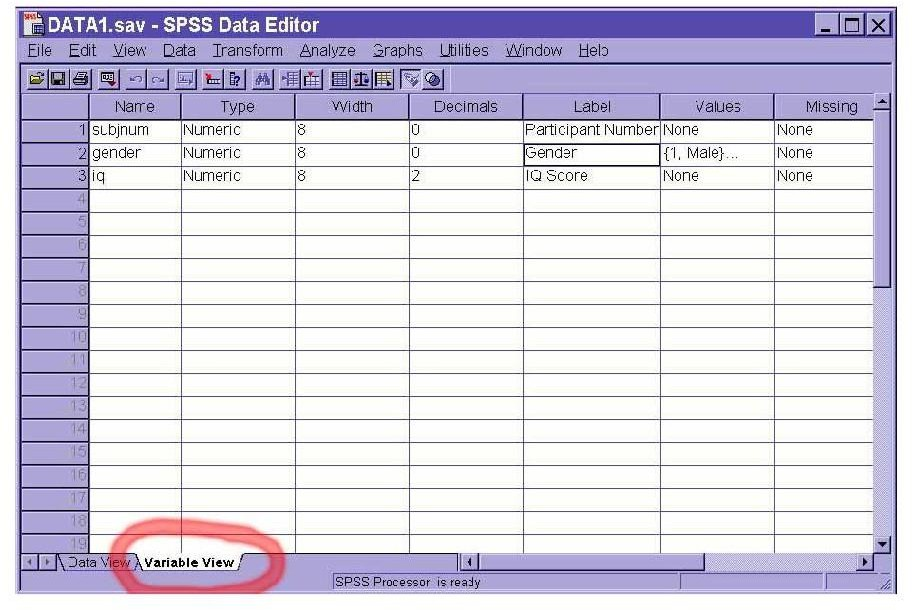 DATA1.sav - SPSS Data Editor
File Edit View Data Transform Analyze Graphs Utilities Window Help
Name Type Width Decimals Label Values Missing
1 subjnum Numeric 8 0 Participant Number None None
2 gender Numeric 8 0 Gender {1, Male}... None
3 iq Numeric 8 2 IQ Score None None
4
5
6
7
8
9
10
11
12
13
14
15
16
17
18
19
Data View Variable View
SPSS Processor is ready